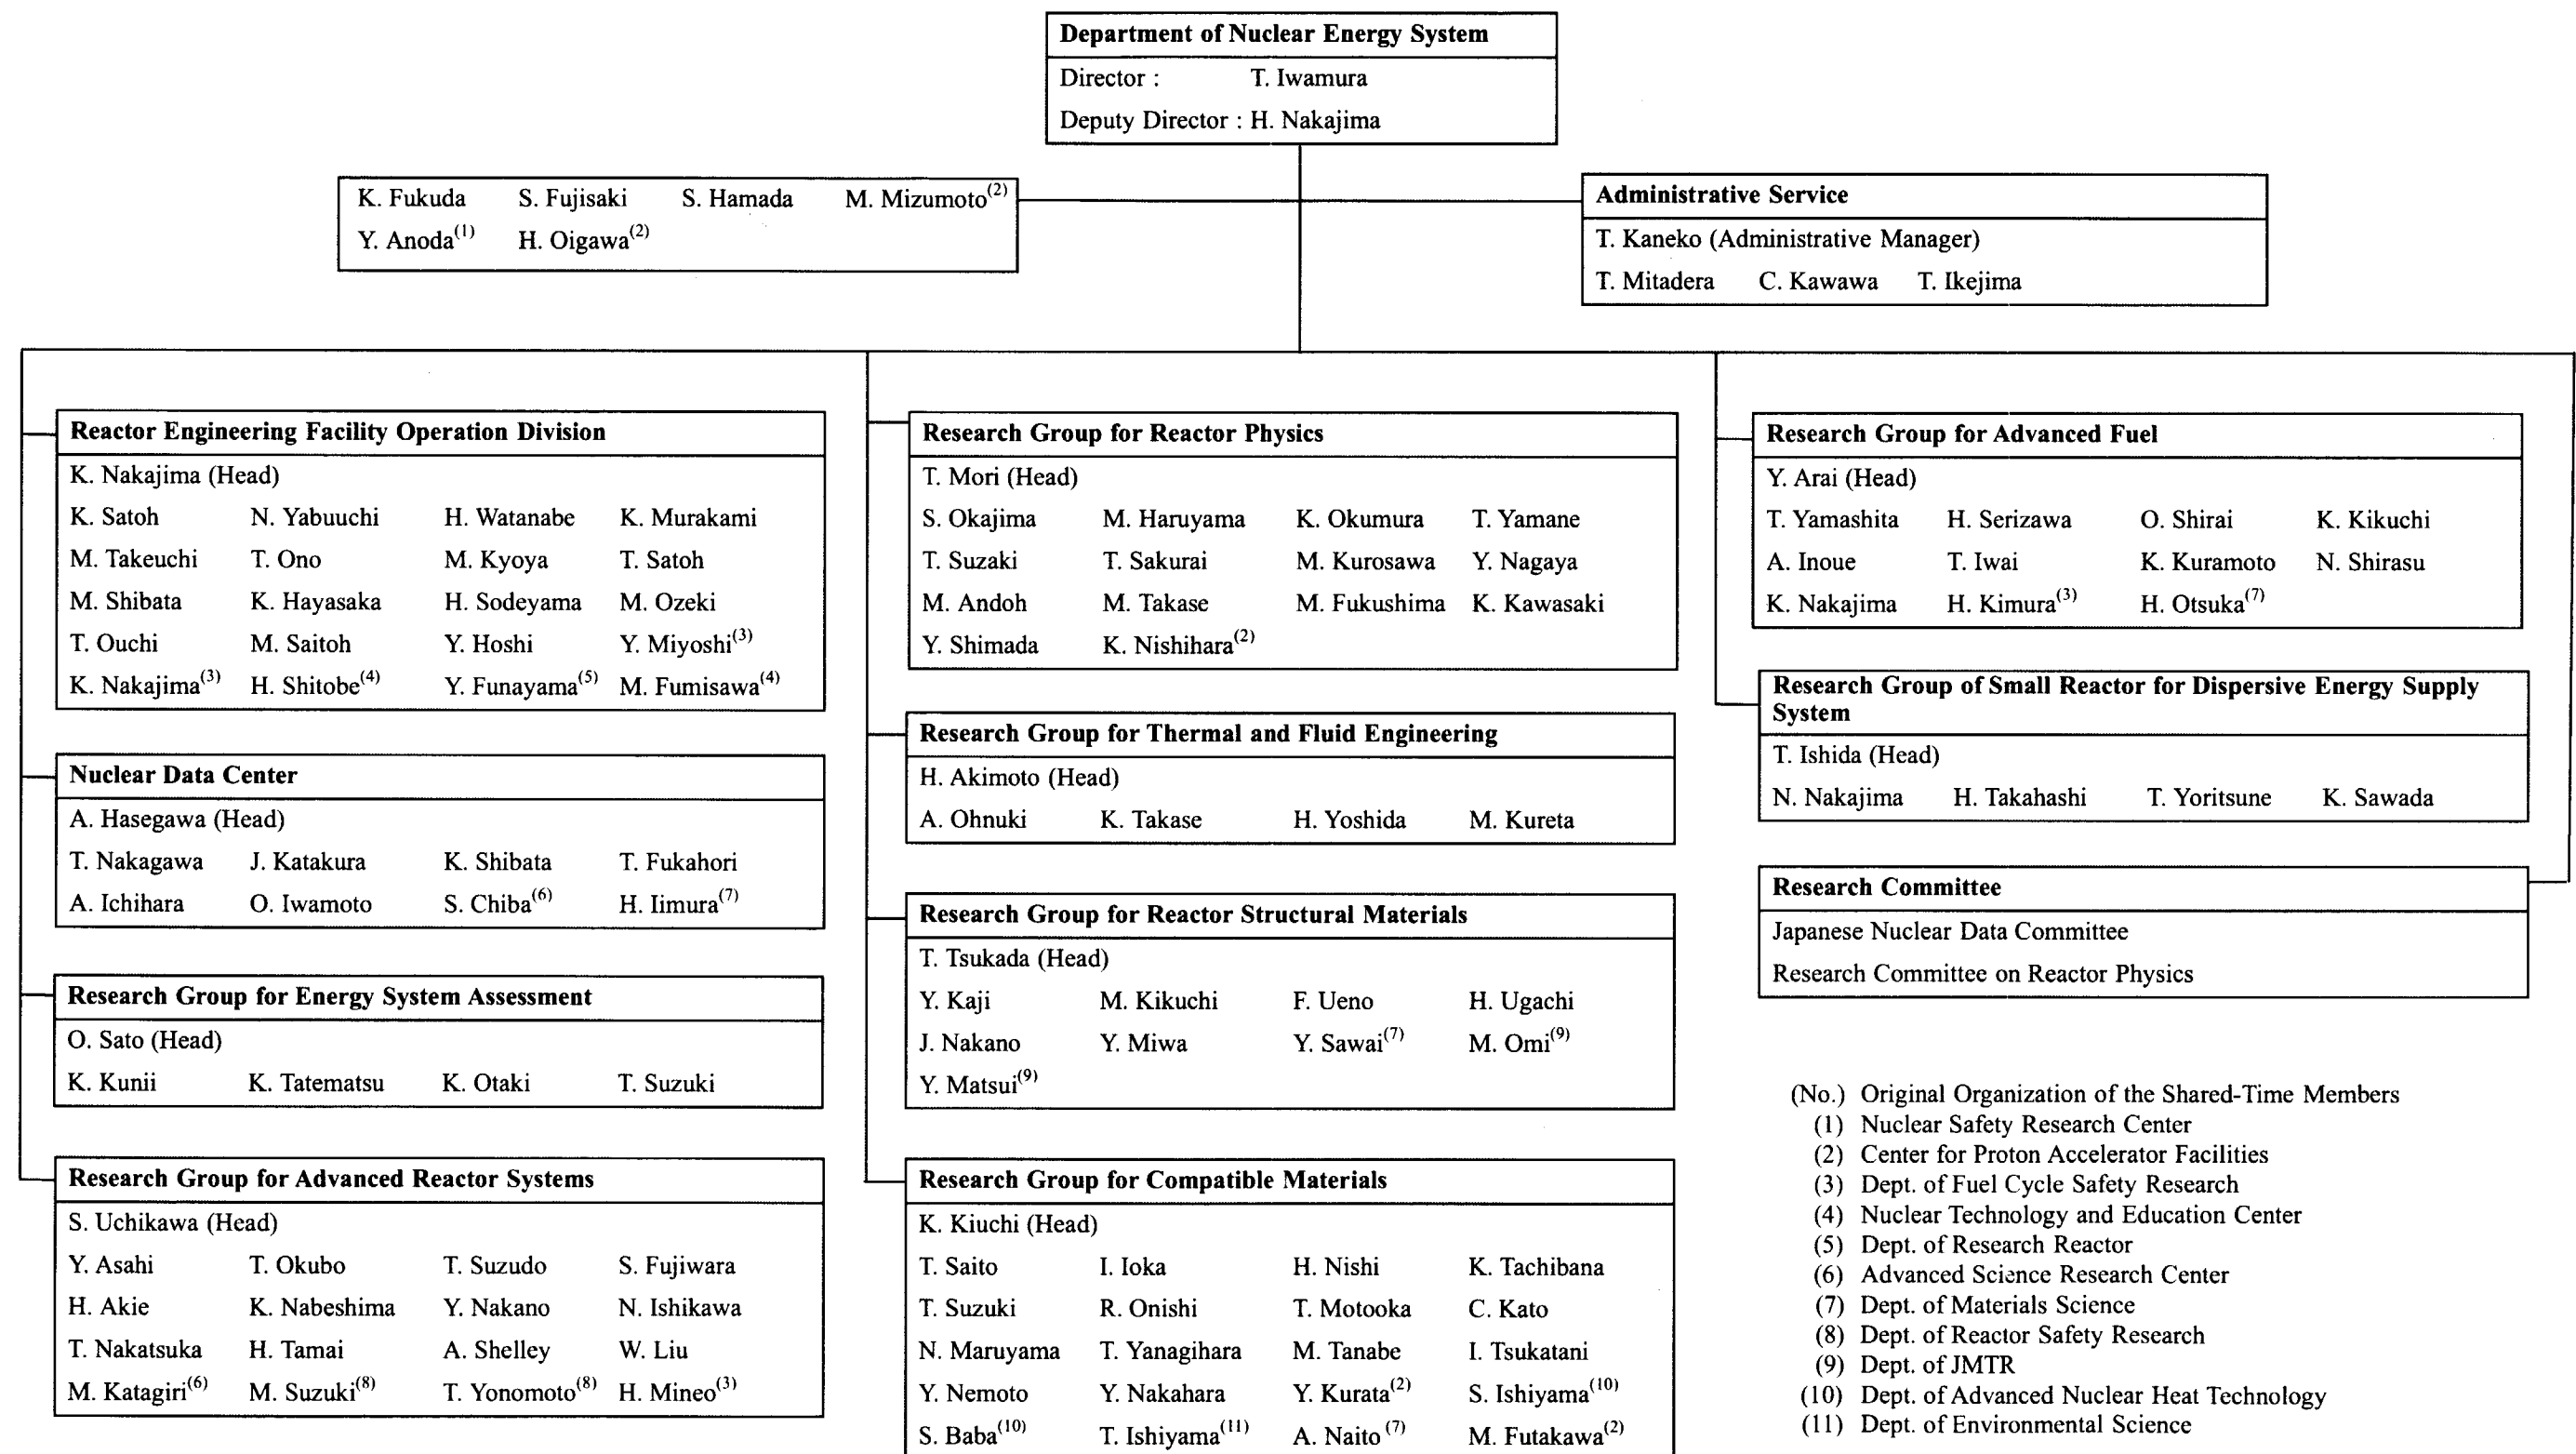 Department of Nuclear Energy System
Director : T. Iwamura
Deputy Director : H. Nakajima
K. Fukuda S. Fujisaki S. Hamada M. Mizumoto(2)
Y. Anoda(1) H. Oigawa(2)
Administrative Service
T. Kaneko (Administrative Manager)
T. Mitadera C. Kawawa T. Ikejima
Reactor Engineering Facility Operation Division
K. Nakajima (Head)
K. Satoh N. Yabuuchi H. Watanabe K. Murakami
M. Takeuchi T. Ono M. Kyoya T. Satoh
M. Shibata K. Hayasaka H. Sodeyama M. Ozeki
T. Ouchi M. Saitoh Y. Hoshi Y. Miyoshi(3)
K. Nakajima(3) H. Shitobe(4) Y. Funayama(5) M. Fumisawa(4)
Nuclear Data Center
A. Hasegawa (Head)
T. Nakagawa J. Katakura K. Shibata T. Fukahori
A. Ichihara O. Iwamoto S. Chiba(6) H. Iimura(7)
Research Group for Energy System Assessment
O. Sato (Head)
K. Kunii K. Tatematsu K. Otaki T. Suzuki
Research Group for Advanced Reactor Systems
S. Uchikawa (Head)
Y. Asahi T. Okubo T. Suzudo S. Fujiwara
H. Akie K. Nabeshima Y. Nakano N. Ishikawa
T. Nakatsuka H. Tamai A. Shelley W. Liu
M. Katagiri(6) M. Suzuki(8) T. Yonomoto(8) H. Mineo(3)
Research Group for Reactor Physics
T. Mori (Head)
S. Okajima M. Haruyama K. Okumura T. Yamane
T. Suzaki T. Sakurai M. Kurosawa Y. Nagaya
M. Andoh M. Takase M. Fukushima K. Kawasaki
Y. Shimada K. Nishihara(2)
Research Group for Thermal and Fluid Engineering
H. Akimoto (Head)
A. Ohnuki K. Takase H. Yoshida M. Kureta
Research Group for Reactor Structural Materials
T. Tsukada (Head)
Y. Kaji M. Kikuchi F. Ueno H. Ugachi
J. Nakano Y. Miwa Y. Sawai(7) M. Omi(9)
Y. Matsui(9)
Research Group for Compatible Materials
K. Kiuchi (Head)
T. Saito I. Ioka H. Nishi K. Tachibana
T. Suzuki R. Onishi T. Motooka C. Kato
N. Maruyama T. Yanagihara M. Tanabe I. Tsukatani
Y. Nemoto Y. Nakahara Y. Kurata(2) S. Ishiyama(10)
S. Baba(10) T. Ishiyama(11) A. Naito(7) M. Futakawa(2)
Research Group for Advanced Fuel
Y. Arai (Head)
T. Yamashita H. Serizawa O. Shirai K. Kikuchi
A. Inoue T. Iwai K. Kuramoto N. Shirasu
K. Nakajima H. Kimura(3) H. Otsuka(7)
Research Group of Small Reactor for Dispersive Energy Supply
System
T. Ishida (Head)
N. Nakajima H. Takahashi T. Yoritsune K. Sawada
Research Committee
Japanese Nuclear Data Committee
Research Committee on Reactor Physics
(No.) Original Organization of the Shared-Time Members
(1) Nuclear Safety Research Center
(2) Center for Proton Accelerator Facilities
(3) Dept. of Fuel Cycle Safety Research
(4) Nuclear Technology and Education Center
(5) Dept. of Research Reactor
(6) Advanced Science Research Center
(7) Dept. of Materials Science
(8) Dept. of Reactor Safety Research
(9) Dept. of JMTR
(10) Dept. of Advanced Nuclear Heat Technology
(11) Dept. of Environmental Science